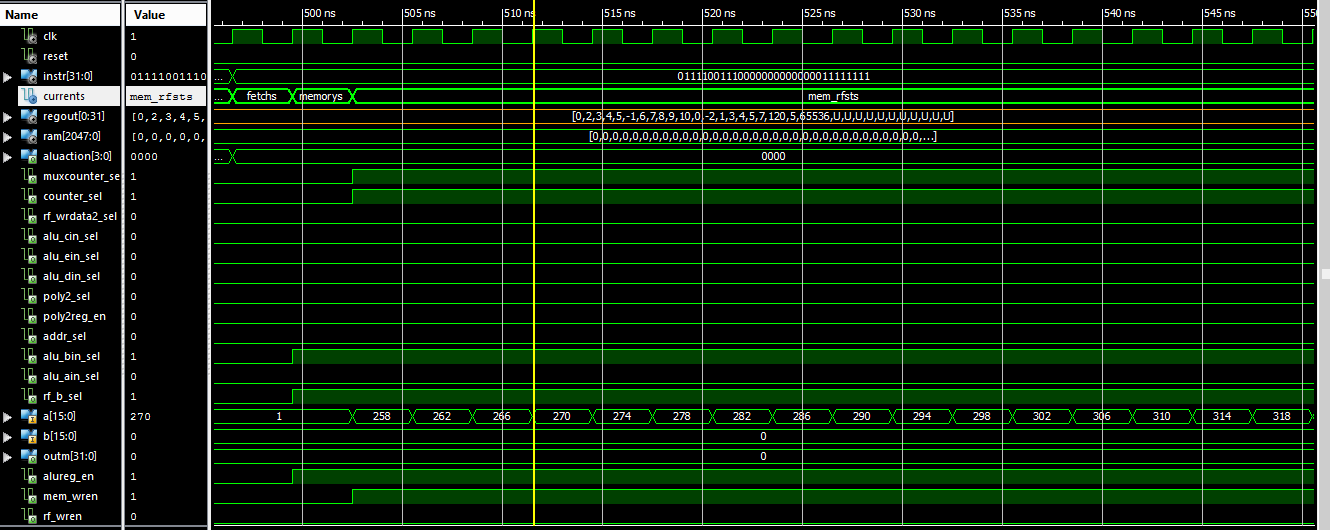 Name Value 500 ns 505 ns 510 ns 515 ns 520 ns 525 ns 530 ns 535 ns 540 ns 545 ns 550
clk 1
reset 0
instr[31:0] 01111001110 ... 01111001110000000000000011111111
currents mem_rfsts ... fetchs memorys mem_rfsts
regout[0:31] [0,2,3,4,5, [0,2,3,4,5,-1,6,7,8,9,10,0,-2,1,3,4,5,7,120,5,65536,U,U,U,U,U,U,U,U,U,U,U]
ram[2047:0] [0,0,0,0,0, [0,0,0,0,0,0,0,0,0,0,0,0,0,0,0,0,0,0,0,0,0,0,0,0,0,0,0,0,0,0,0,0,0,...]
aluaction[3:0] 0000 ... 0000
muxcounter_se 1
counter_sel 1
rf_wrdata2_sel 0
alu_cin_sel 0
alu_ein_sel 0
alu_din_sel 0
poly2_sel 0
poly2reg_en 0
addr_sel 0
alu_bin_sel 1
alu_ain_sel 0
rf_b_sel 1
a[15:0] 270 1 258 262 266 270 274 278 282 286 290 294 298 302 306 310 314 318
b[15:0] 0 0
outm[31:0] 0 0
alureg_en 1
mem_wren 1
rf_wren 0